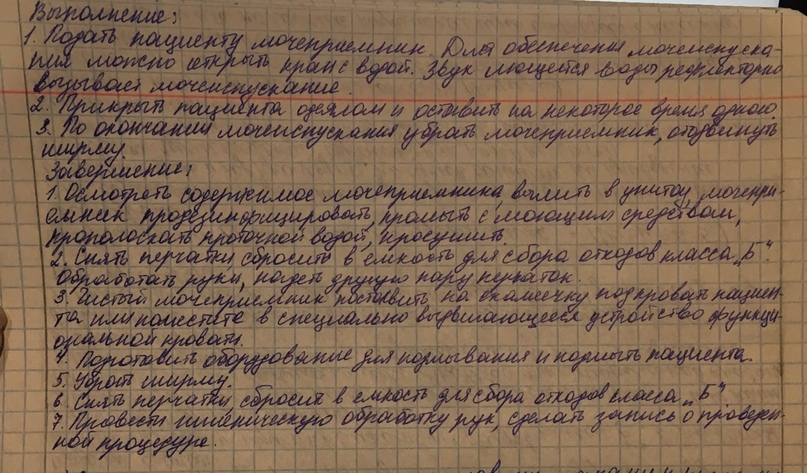 Выполнение:
1. Подать пациенту мочеприемник. Для обеспечения мочеиспуска-
ния можно открыть кран с водой. Звук льющейся воды рефлекторно
вызывает мочеиспускание.
2. Прикрыть пациента одеялом и оставить на некоторое время одного.
3. По окончании мочеиспускания убрать мочеприемник, отодвинуть
ширму.
Завершение:
1. Осмотреть содержимое мочеприемника, вылить в унитаз, мочепри-
емник продезинфицировать, промыть с моющим средством,
прополоскать проточной водой, просушить.
2. Снять перчатки сбросить в емкость для сбора отходов класса „Б".
Обработать руки, надеть другую пару перчаток.
3. Чистый мочеприемник поставить на скамеечку под кровать пациен-
та или поместите в специально выдвигающееся устройство функци-
ональной кровати.
4. Подготовить оборудование для подмывания и подмыть пациента.
5. Убрать ширму.
6. Снять перчатки сбросит в емкость для сбора отходов класса „Б"
7. Провести гигиеническую обработку рук, сделать запись о проведен-
ной процедуре.